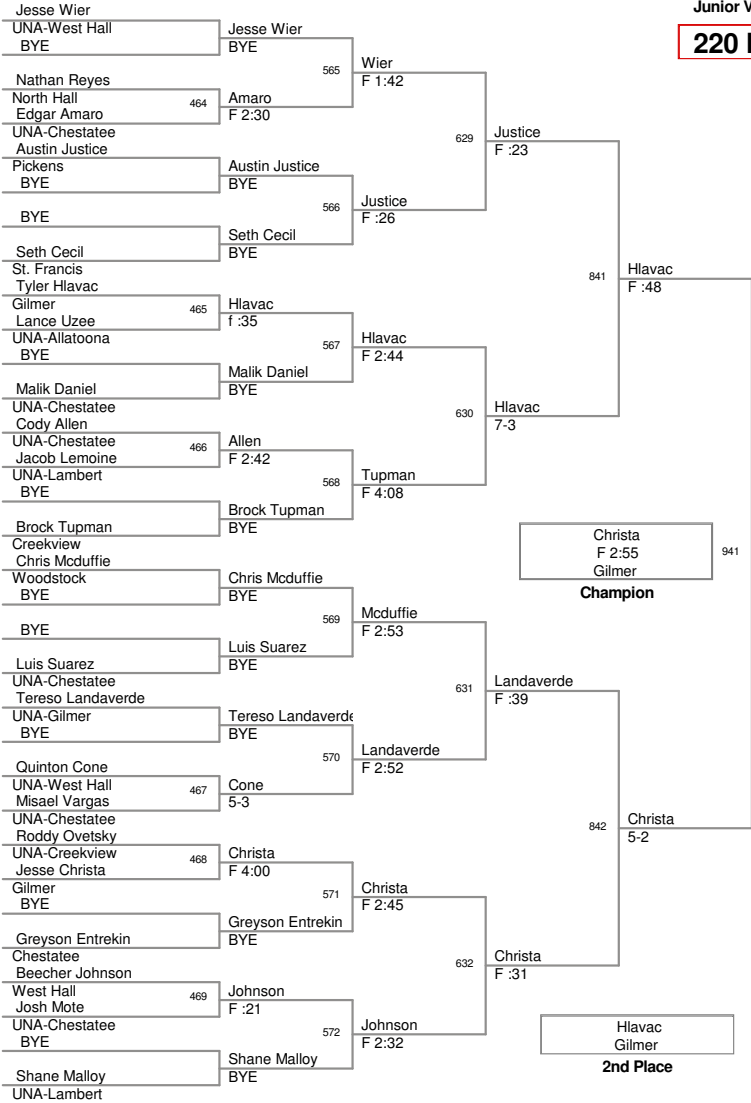 Junior V
220
Jesse Wier
UNA-West Hall
BYE
Nathan Reyes
North Hall
Edgar Amaro
UNA-Chestatee
Austin Justice
Pickens
BYE
BYE
Seth Cecil
St. Francis
Tyler Hlavac
Gilmer
Lance Uzee
UNA-Allatoona
BYE
Malik Daniel
UNA-Chestatee
Cody Allen
UNA-Chestatee
Jacob Lemoine
UNA-Lambert
BYE
Brock Tupman
Creekview
Chris Mcduffie
Woodstock
BYE
BYE
Luis Suarez
UNA-Chestatee
Tereso Landaverde
UNA-Gilmer
BYE
Quinton Cone
UNA-West Hall
Misael Vargas
UNA-Chestatee
Roddy Ovetsky
UNA-Creekview
Jesse Christa
Gilmer
BYE
Greyson Entrekin
Chestatee
Beecher Johnson
West Hall
Josh Mote
UNA-Chestatee
BYE
Shane Malloy
UNA-Lambert
464
465
466
467
468
469
Jesse Wier
BYE
Amaro
F 2:30
Austin Justice
BYE
Seth Cecil
BYE
Hlavac
f :35
Malik Daniel
BYE
Allen
F 2:42
Brock Tupman
BYE
Chris Mcduffie
BYE
Luis Suarez
BYE
Tereso Landaverde
BYE
Cone
5-3
Christa
F 4:00
Greyson Entrekin
BYE
Johnson
F :21
Shane Malloy
BYE
565
566
567
568
569
570
571
572
Wier
F 1:42
Justice
F :26
Hlavac
F 2:44
Tupman
F 4:08
Mcduffie
F 2:53
Landaverde
F 2:52
Christa
F 2:45
Johnson
F 2:32
629
630
631
632
Justice
F :23
Hlavac
7-3
Landaverde
F :39
Christa
F :31
841
842
Hlavac
F :48
Christa
5-2
Christa
F 2:55
Gilmer
941
Champion
Hlavac
Gilmer
2nd Place